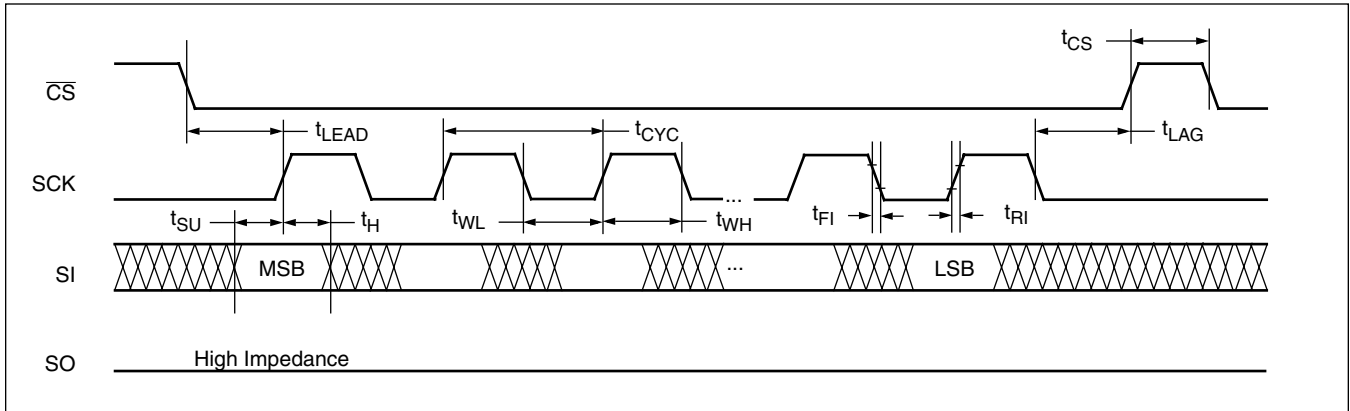 tCS
CS
tLEAD
tCYC
tLAG
SCK
...
tSU
tH
tWL
tWH
tFI
tRI
SI
MSB
...
LSB
SO
High Impedance